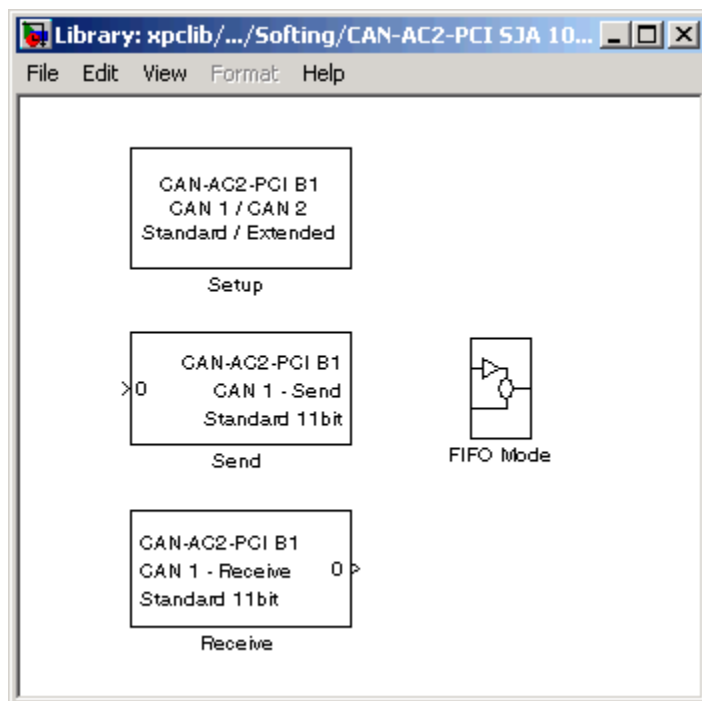 Library: xpclib/.../Softing/CAN-AC2-PCI SJA 10...
File Edit View Format Help
CAN-AC2-PCI B1
CAN 1 / CAN 2
Standard / Extended
Setup
CAN-AC2-PCI B1
0 CAN 1 - Send
Standard 11bit
Send
FIFO Mode
CAN-AC2-PCI B1
CAN 1 - Receive 0
Standard 11bit
Receive